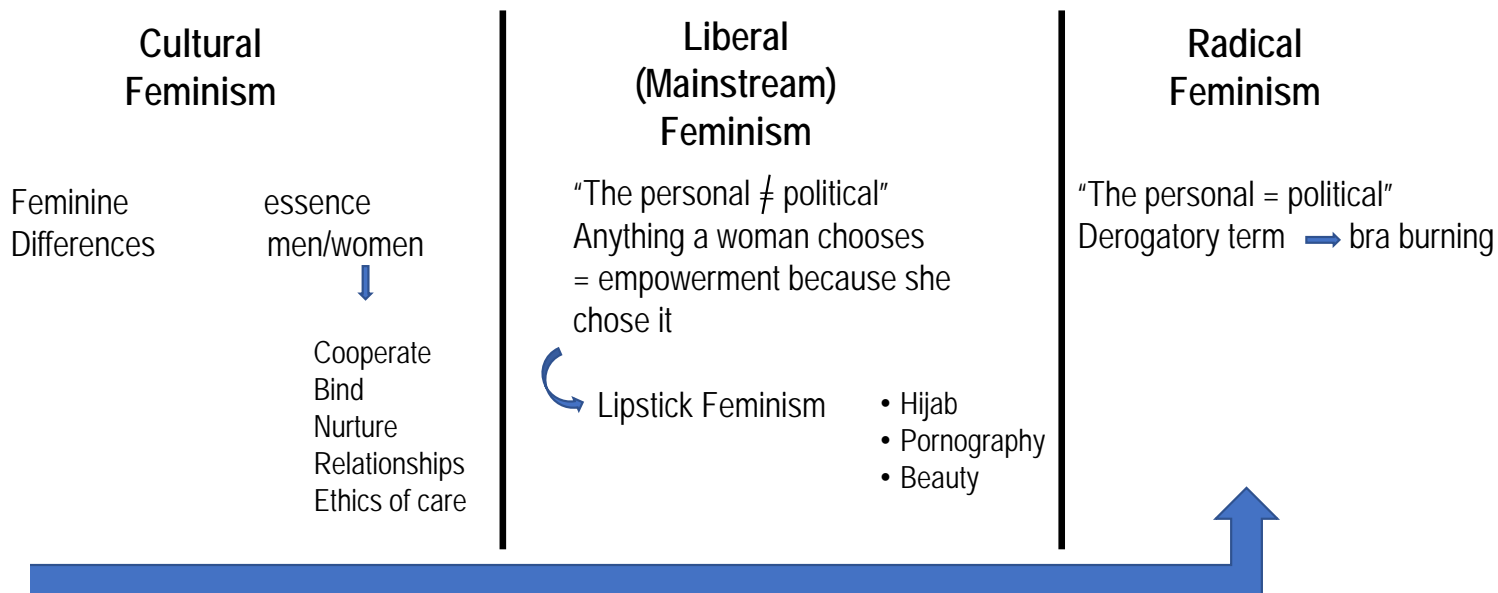 Cultural
Feminism
Feminine essence
Differences men/women
Cooperate
Bind
Nurture
Relationships
Ethics of care
Liberal
(Mainstream)
Feminism
“The personal ≠ political”
Anything a woman chooses
= empowerment because she
chose it
Lipstick Feminism
• Hijab
• Pornography
• Beauty
Radical
Feminism
“The personal = political”
Derogatory term ➡ bra burning